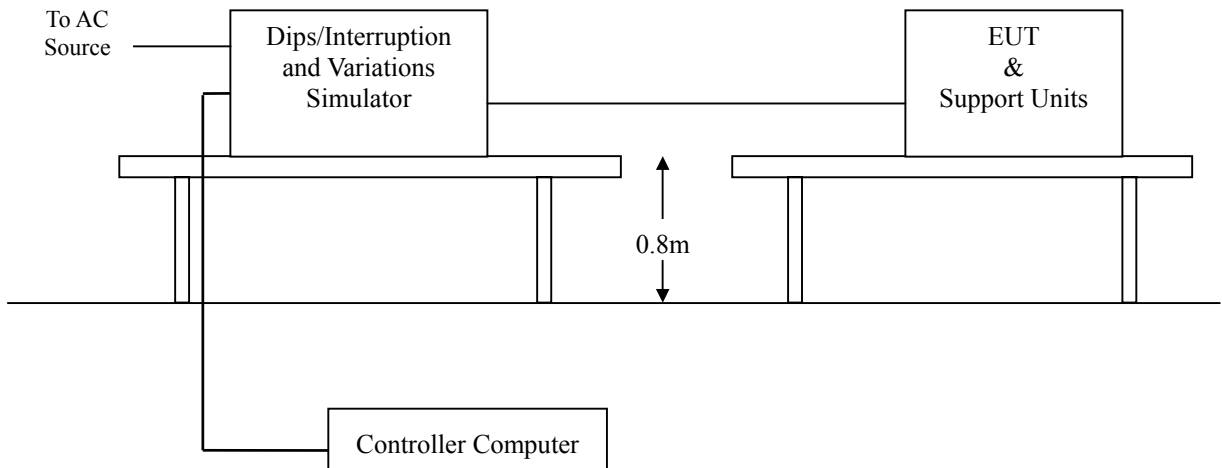 To AC
Source
Dips/Interruption
and Variations
Simulator
EUT
&
Support Units
0.8m
Controller Computer